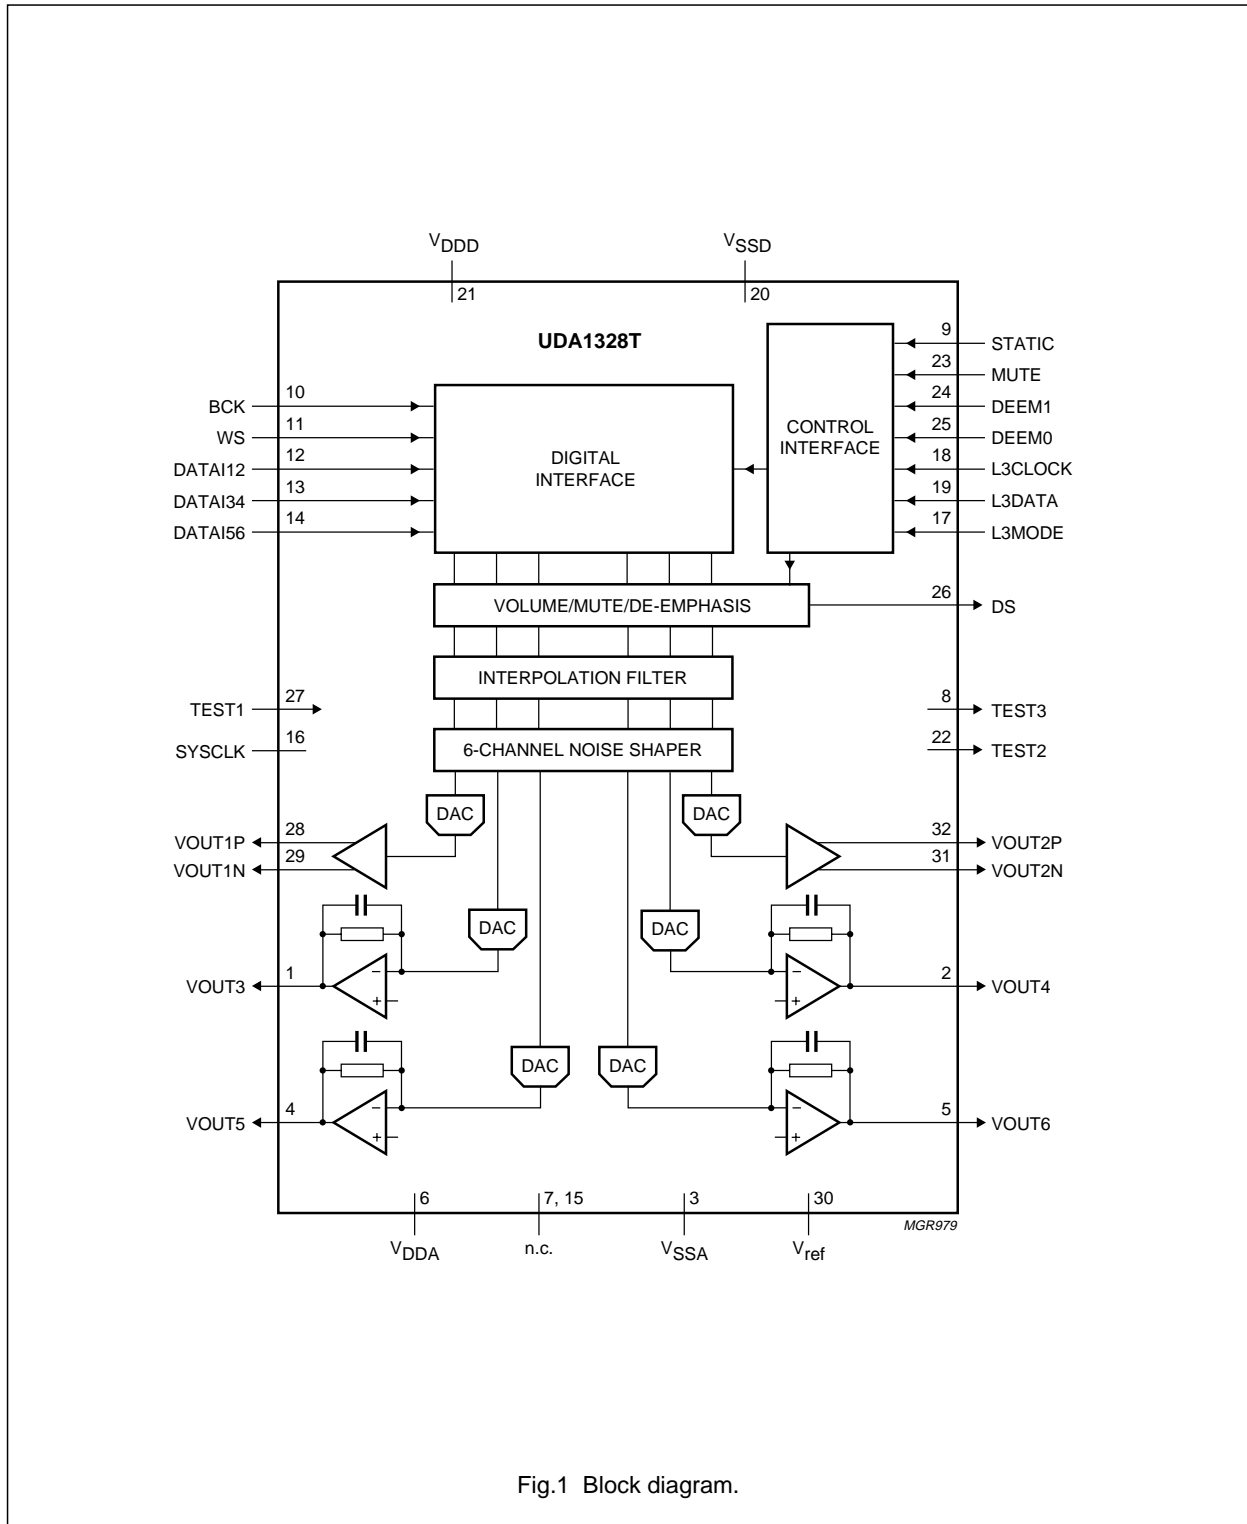 VDDD
VSSD
21
20
UDA1328T
9
STATIC
23
MUTE
10
24
BCK
DEEM1
11
25
WS
DEEM0
CONTROL
INTERFACE
12
18
DATAI12
L3CLOCK
DIGITAL
INTERFACE
13
19
DATAI34
L3DATA
14
17
DATAI56
L3MODE
VOLUME/MUTE/DE-EMPHASIS
26
DS
INTERPOLATION FILTER
27
8
TEST1
TEST3
16
22
SYSCLK
TEST2
6-CHANNEL NOISE SHAPER
DAC
DAC
28
32
VOUT1P
VOUT2P
29
31
VOUT1N
VOUT2N
DAC
DAC
1
−
−
2
VOUT3
VOUT4
+
+
DAC
DAC
4
−
−
5
VOUT5
VOUT6
+
+
6
7, 15
3
30
MGR979
VDDA
n.c.
VSSA
Vref
Fig.1 Block diagram.